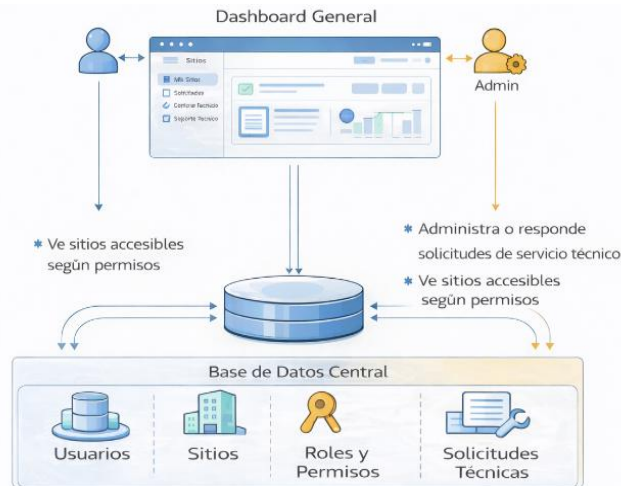 Dashboard General
Sitios
Mis Sitios
Solicitudes
Soporte Tecnico
Admin
* Ve sitios accesibles
según permisos
* Administra o responde
solicitudes de servicio técnico
* Ve sitios accesibles
según permisos
Base de Datos Central
Usuarios
Sitios
Roles y
Permisos
Solicitudes
Técnicas